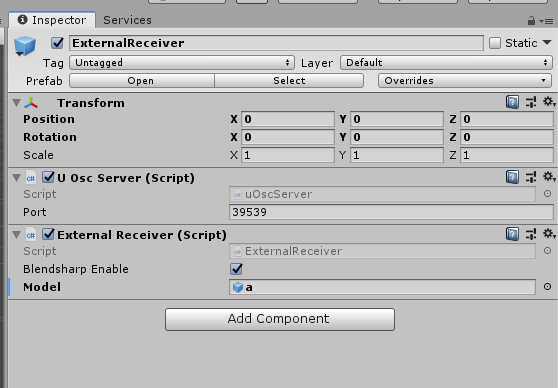 Inspector Services
ExternalReceiver Static
Tag Untagged Layer Default
Prefab Open Select Overrides
Transform
Position X 0 Y 0 Z 0
Rotation X 0 Y 0 Z 0
Scale X 1 Y 1 Z 1
U Osc Server (Script)
Script uOscServer
Port 39539
External Receiver (Script)
Script ExternalReceiver
Blendsharp Enable
Model a
Add Component